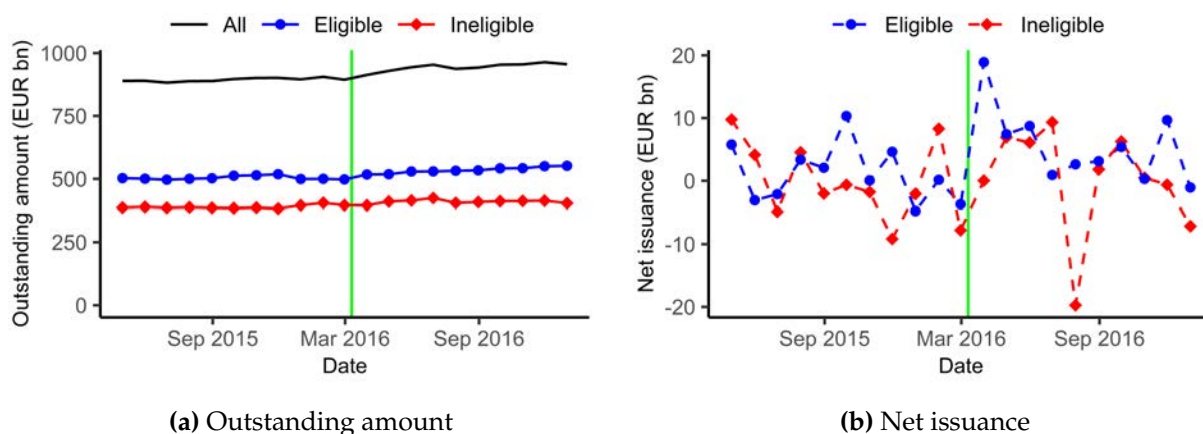 All Eligible Ineligible
Outstanding amount (EUR bn)
1000
750
500
250
0
Sep 2015 Mar 2016 Sep 2016
Date
(a) Outstanding amount
Eligible Ineligible
Net issuance (EUR bn)
20
10
0
-10
-20
Sep 2015 Mar 2016 Sep 2016
Date
(b) Net issuance